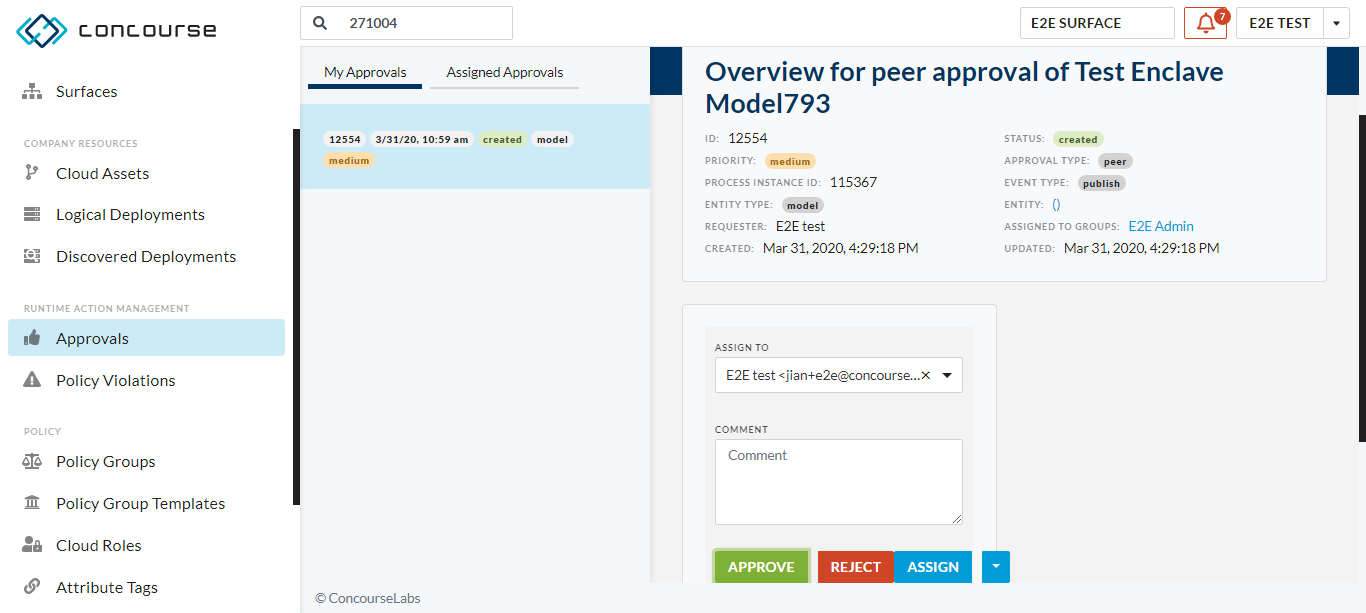 concourse
271004
E2E SURFACE
7
E2E TEST
Surfaces
COMPANY RESOURCES
Cloud Assets
Logical Deployments
Discovered Deployments
RUNTIME ACTION MANAGEMENT
Approvals
Policy Violations
POLICY
Policy Groups
Policy Group Templates
Cloud Roles
Attribute Tags
My Approvals
Assigned Approvals
12554 3/31/20, 10:59 am created model
medium
Overview for peer approval of Test Enclave
Model793
ID: 12554
PRIORITY: medium
PROCESS INSTANCE ID: 115367
ENTITY TYPE: model
REQUESTER: E2E test
CREATED: Mar 31, 2020, 4:29:18 PM
STATUS: created
APPROVAL TYPE: peer
EVENT TYPE: publish
ENTITY: ()
ASSIGNED TO GROUPS: E2E Admin
UPDATED: Mar 31, 2020, 4:29:18 PM
ASSIGN TO
E2E test <jian+e2e@concourse...
COMMENT
Comment
APPROVE REJECT ASSIGN
© ConcourseLabs